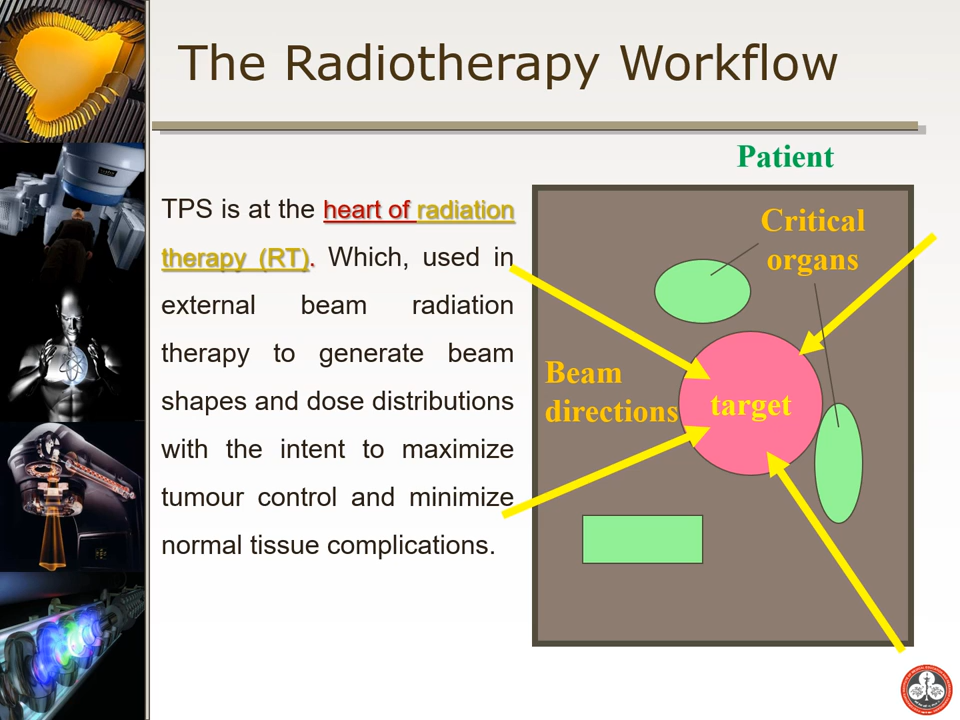 The Radiotherapy Workflow
TPS is at the heart of radiation
therapy (RT). Which, used in
external beam radiation
therapy to generate beam
shapes and dose distributions
with the intent to maximize
tumour control and minimize
normal tissue complications.
Patient
Critical
organs
Beam
directions
target